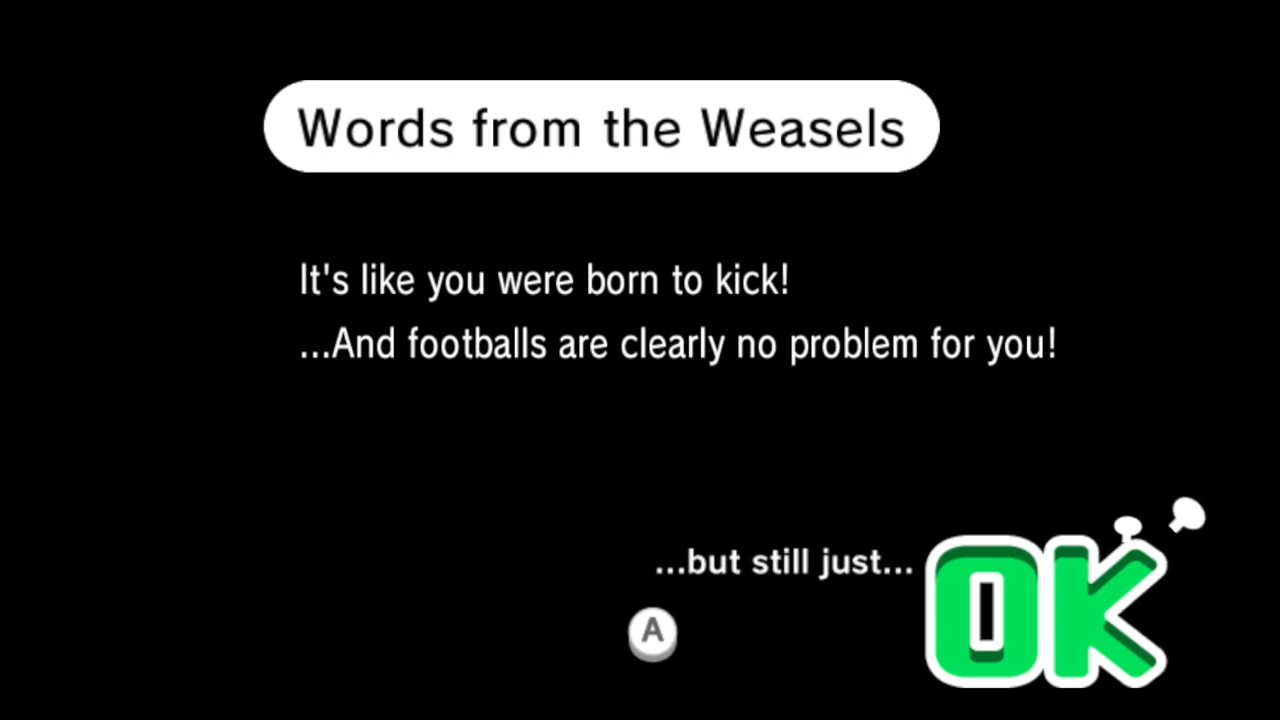 Words from the Weasels
It's like you were born to kick!
...And footballs are clearly no problem for you!
...but still just...
OK
A